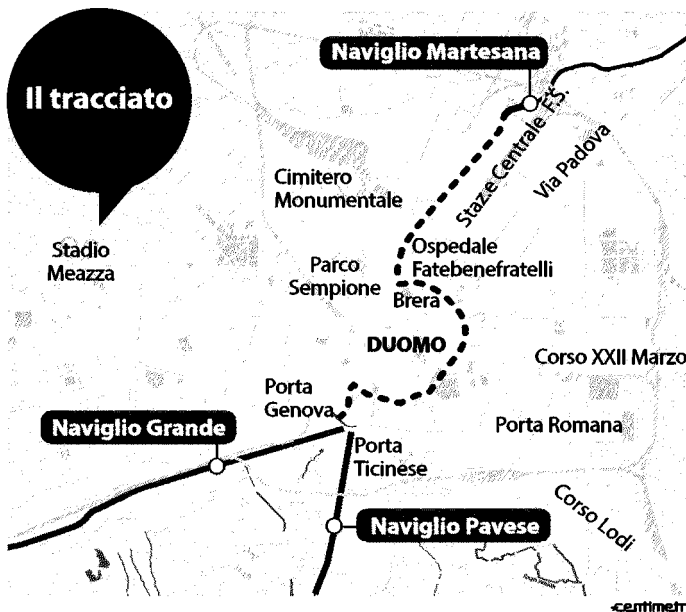 Naviglio Martesana
Il tracciato
Staz.e Centrale F.S.
Via Padova
Cimitero
Monumentale
Stadio
Meazza
Ospedale
Fatebenefratelli
Parco
Sempione
Brera
DUOMO
Corso XXII Marzo
Porta
Genova
Naviglio Grande
Porta Romana
Porta
Ticinese
Corso Lodi
Naviglio Pavese
centimetri